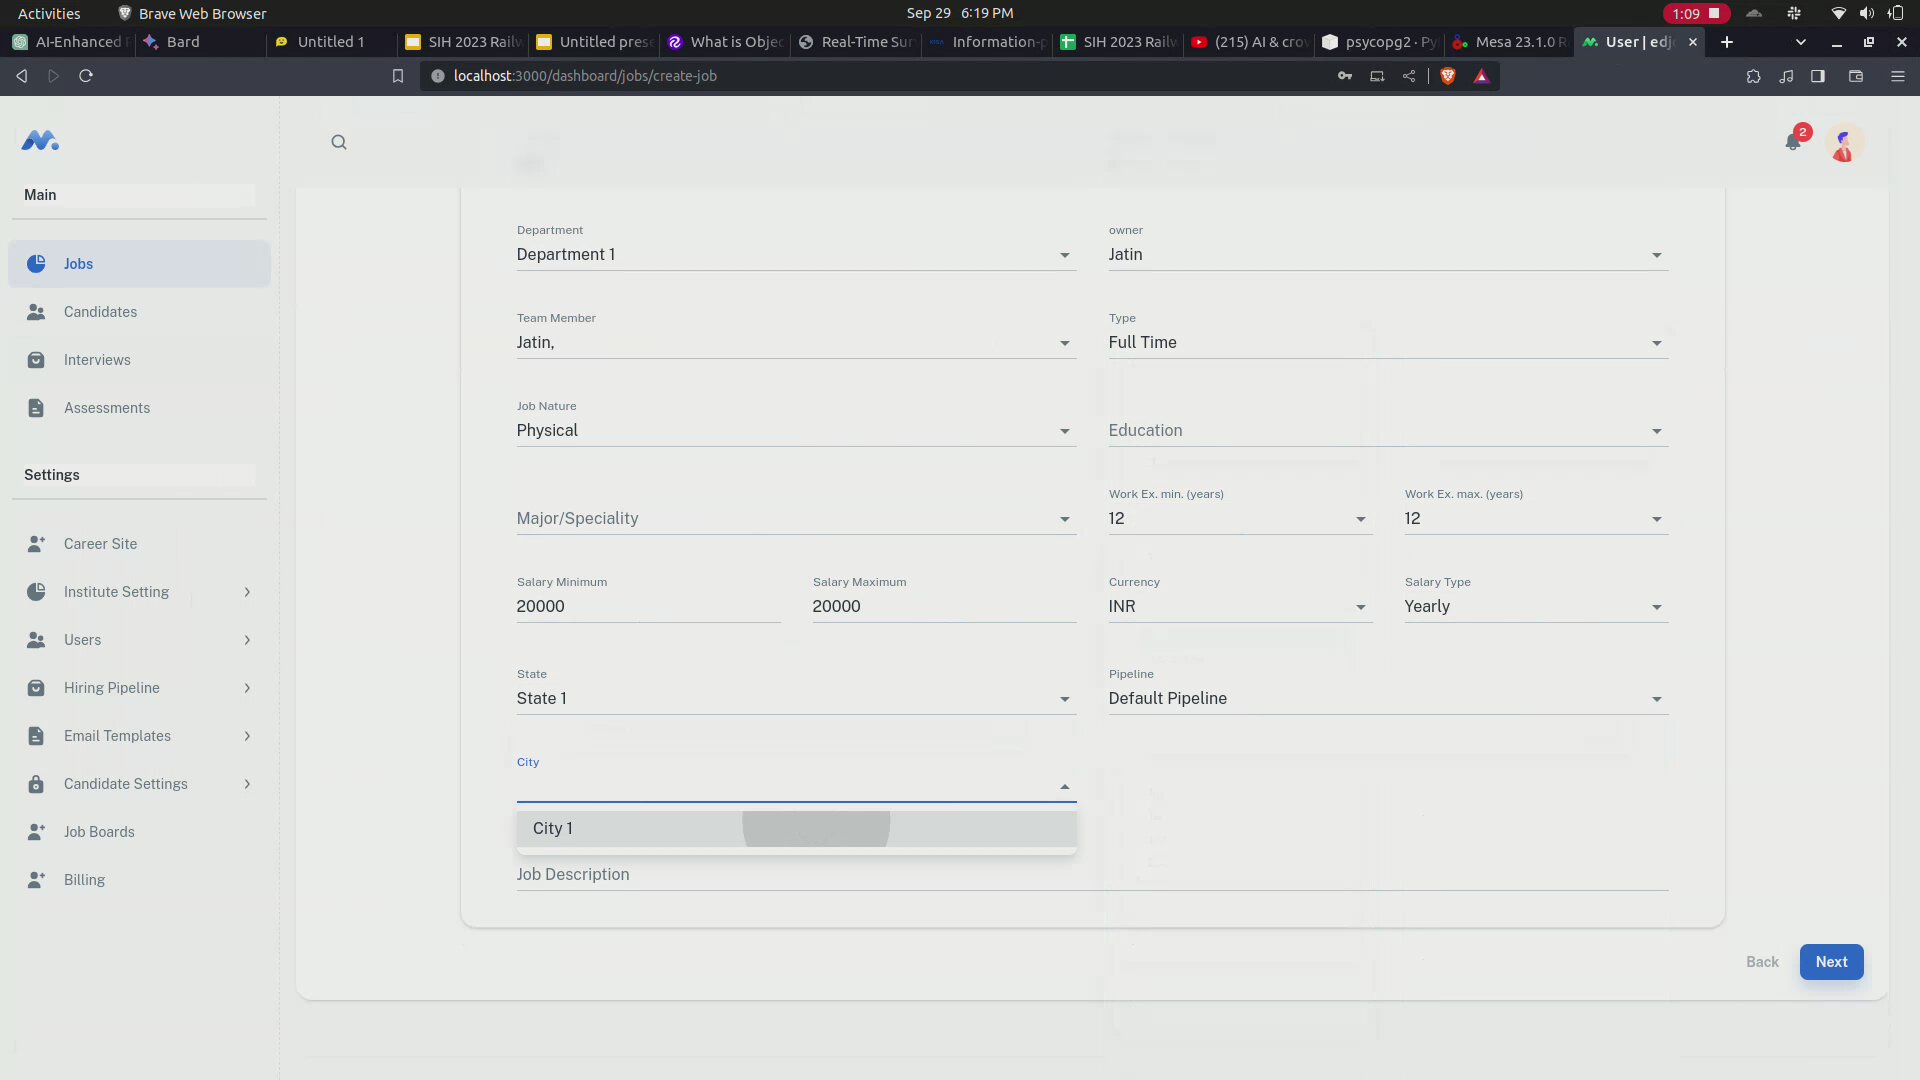 Activities
Brave Web Browser
Sep 29 6:19 PM
1:09
AI-Enhanced
Bard
Untitled 1
SIH 2023 Railw
Untitled prese
What is Objec
Real-Time Sur
Information-p
SIH 2023 Railw
(215) AI & crow
psycopg2 · Py
Mesa 23.1.0 R
User | edjo
localhost:3000/dashboard/jobs/create-job
2
Main
Jobs
Candidates
Interviews
Assessments
Settings
Career Site
Institute Setting
Users
Hiring Pipeline
Email Templates
Candidate Settings
Job Boards
Billing
Department
Department 1
owner
Jatin
Team Member
Jatin,
Type
Full Time
Job Nature
Physical
Education
Major/Speciality
Work Ex. min. (years)
12
Work Ex. max. (years)
12
Salary Minimum
20000
Salary Maximum
20000
Currency
INR
Salary Type
Yearly
State
State 1
Pipeline
Default Pipeline
City
City 1
Job Description
Back
Next